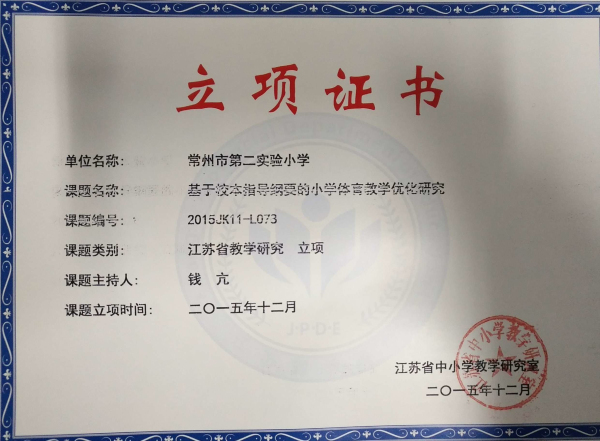 立项证书
单位名称： 常州市第二实验小学
课题名称： 基于校本指导纲要的小学体育教学优化研究
课题编号： 2015JK11-L073
课题类别： 江苏省教学研究 立项
课题主持人： 钱 亢
课题立项时间： 二〇一五年十二月
江苏省中小学教学研究室
二〇一五年十二月